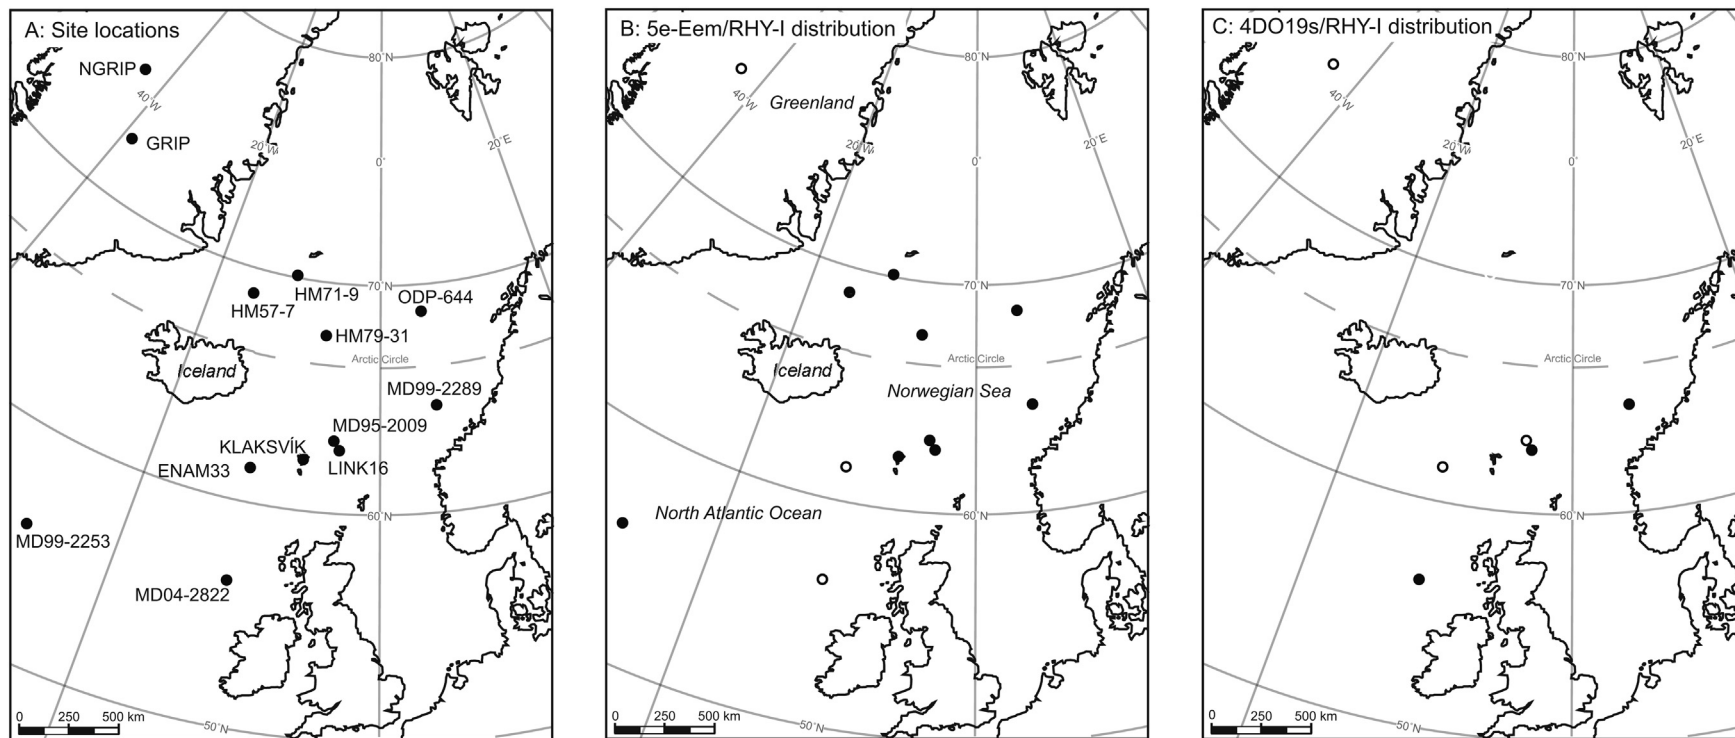 A: Site locations
NGRIP
80°N
40°W
GRIP
20°W
20°E
0°
HM71-9
70°N
HM57-7
ODP-644
HM79-31
Arctic Circle
Iceland
MD99-2289
MD95-2009
KLAKSVÍK
LINK16
ENAM33
60°N
MD99-2253
MD04-2822
50°N
0 250 500 km
B: 5e-Eem/RHY-I distribution
80°N
40°W
Greenland
20°W
20°E
0°
70°N
Arctic Circle
Iceland
Norwegian Sea
North Atlantic Ocean
60°N
50°N
0 250 500 km
C: 4DO19s/RHY-I distribution
80°N
40°W
20°W
20°E
0°
70°N
Arctic Circle
60°N
50°N
0 250 500 km